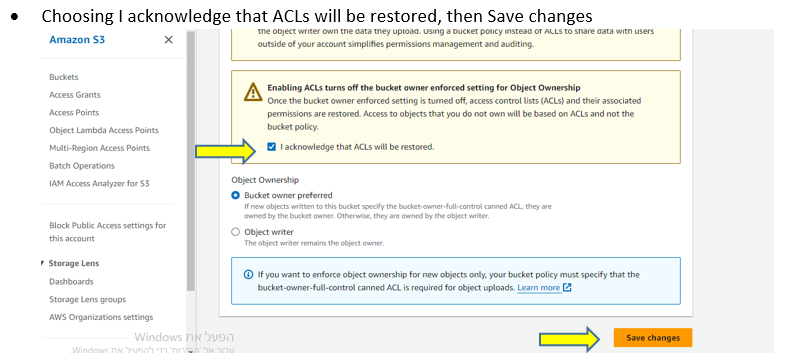 • Choosing I acknowledge that ACLs will be restored, then Save changes
Amazon S3
Buckets
Access Grants
Access Points
Object Lambda Access Points
Multi-Region Access Points
Batch Operations
IAM Access Analyzer for S3
Block Public Access settings for
this account
Storage Lens
Dashboards
Storage Lens groups
AWS Organizations settings
the object writer own the data they upload. Using a bucket policy instead of ACLs to share data with users
outside of your account simplifies permissions management and auditing.
Enabling ACLs turns off the bucket owner enforced setting for Object Ownership
Once the bucket owner enforced setting is turned off, access control lists (ACLs) and their associated
permissions are restored. Access to objects that you do not own will be based on ACLs and not the
bucket policy.
I acknowledge that ACLs will be restored.
Object Ownership
Bucket owner preferred
If new objects written to this bucket specify the bucket-owner-full-control canned ACL, they are
owned by the bucket owner. Otherwise, they are owned by the object writer.
Object writer
The object writer remains the object owner.
If you want to enforce object ownership for new objects only, your bucket policy must specify that the
bucket-owner-full-control canned ACL is required for object uploads. Learn more
Save changes
הפעל את Windows
עבור אל 'הגדרות' כדי להפעיל את Windows.